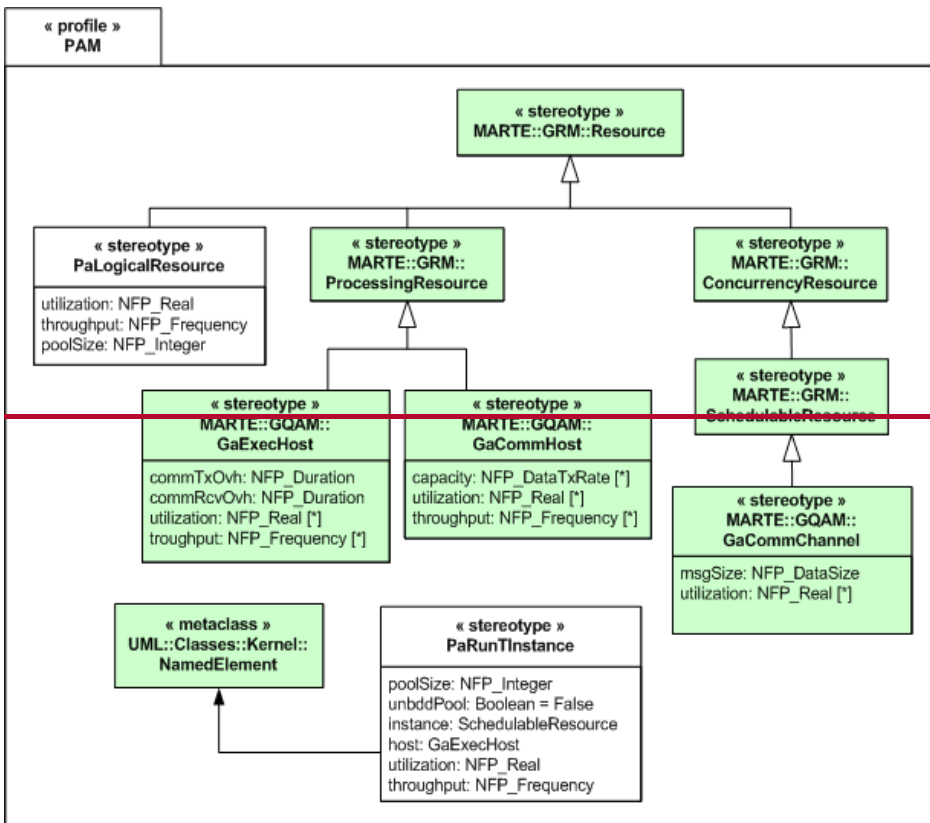 « profile »
PAM
« stereotype »
MARTE::GRM::Resource
« stereotype »
PaLogicalResource
utilization: NFP_Real
throughput: NFP_Frequency
poolSize: NFP_Integer
« stereotype »
MARTE::GRM::
ProcessingResource
« stereotype »
MARTE::GRM::
ConcurrencyResource
« stereotype »
MARTE::GRM::
SchedulableResource
« stereotype »
MARTE::GQAM::
GaExecHost
commTxOvh: NFP_Duration
commRcvOvh: NFP_Duration
utilization: NFP_Real [*]
troughput: NFP_Frequency [*]
« stereotype »
MARTE::GQAM::
GaCommHost
capacity: NFP_DataTxRate [*]
utilization: NFP_Real [*]
throughput: NFP_Frequency [*]
« stereotype »
MARTE::GQAM::
GaCommChannel
msgSize: NFP_DataSize
utilization: NFP_Real [*]
« metaclass »
UML::Classes::Kernel::
NamedElement
« stereotype »
PaRunTInstance
poolSize: NFP_Integer
unbddPool: Boolean = False
instance: SchedulableResource
host: GaExecHost
utilization: NFP_Real
throughput: NFP_Frequency